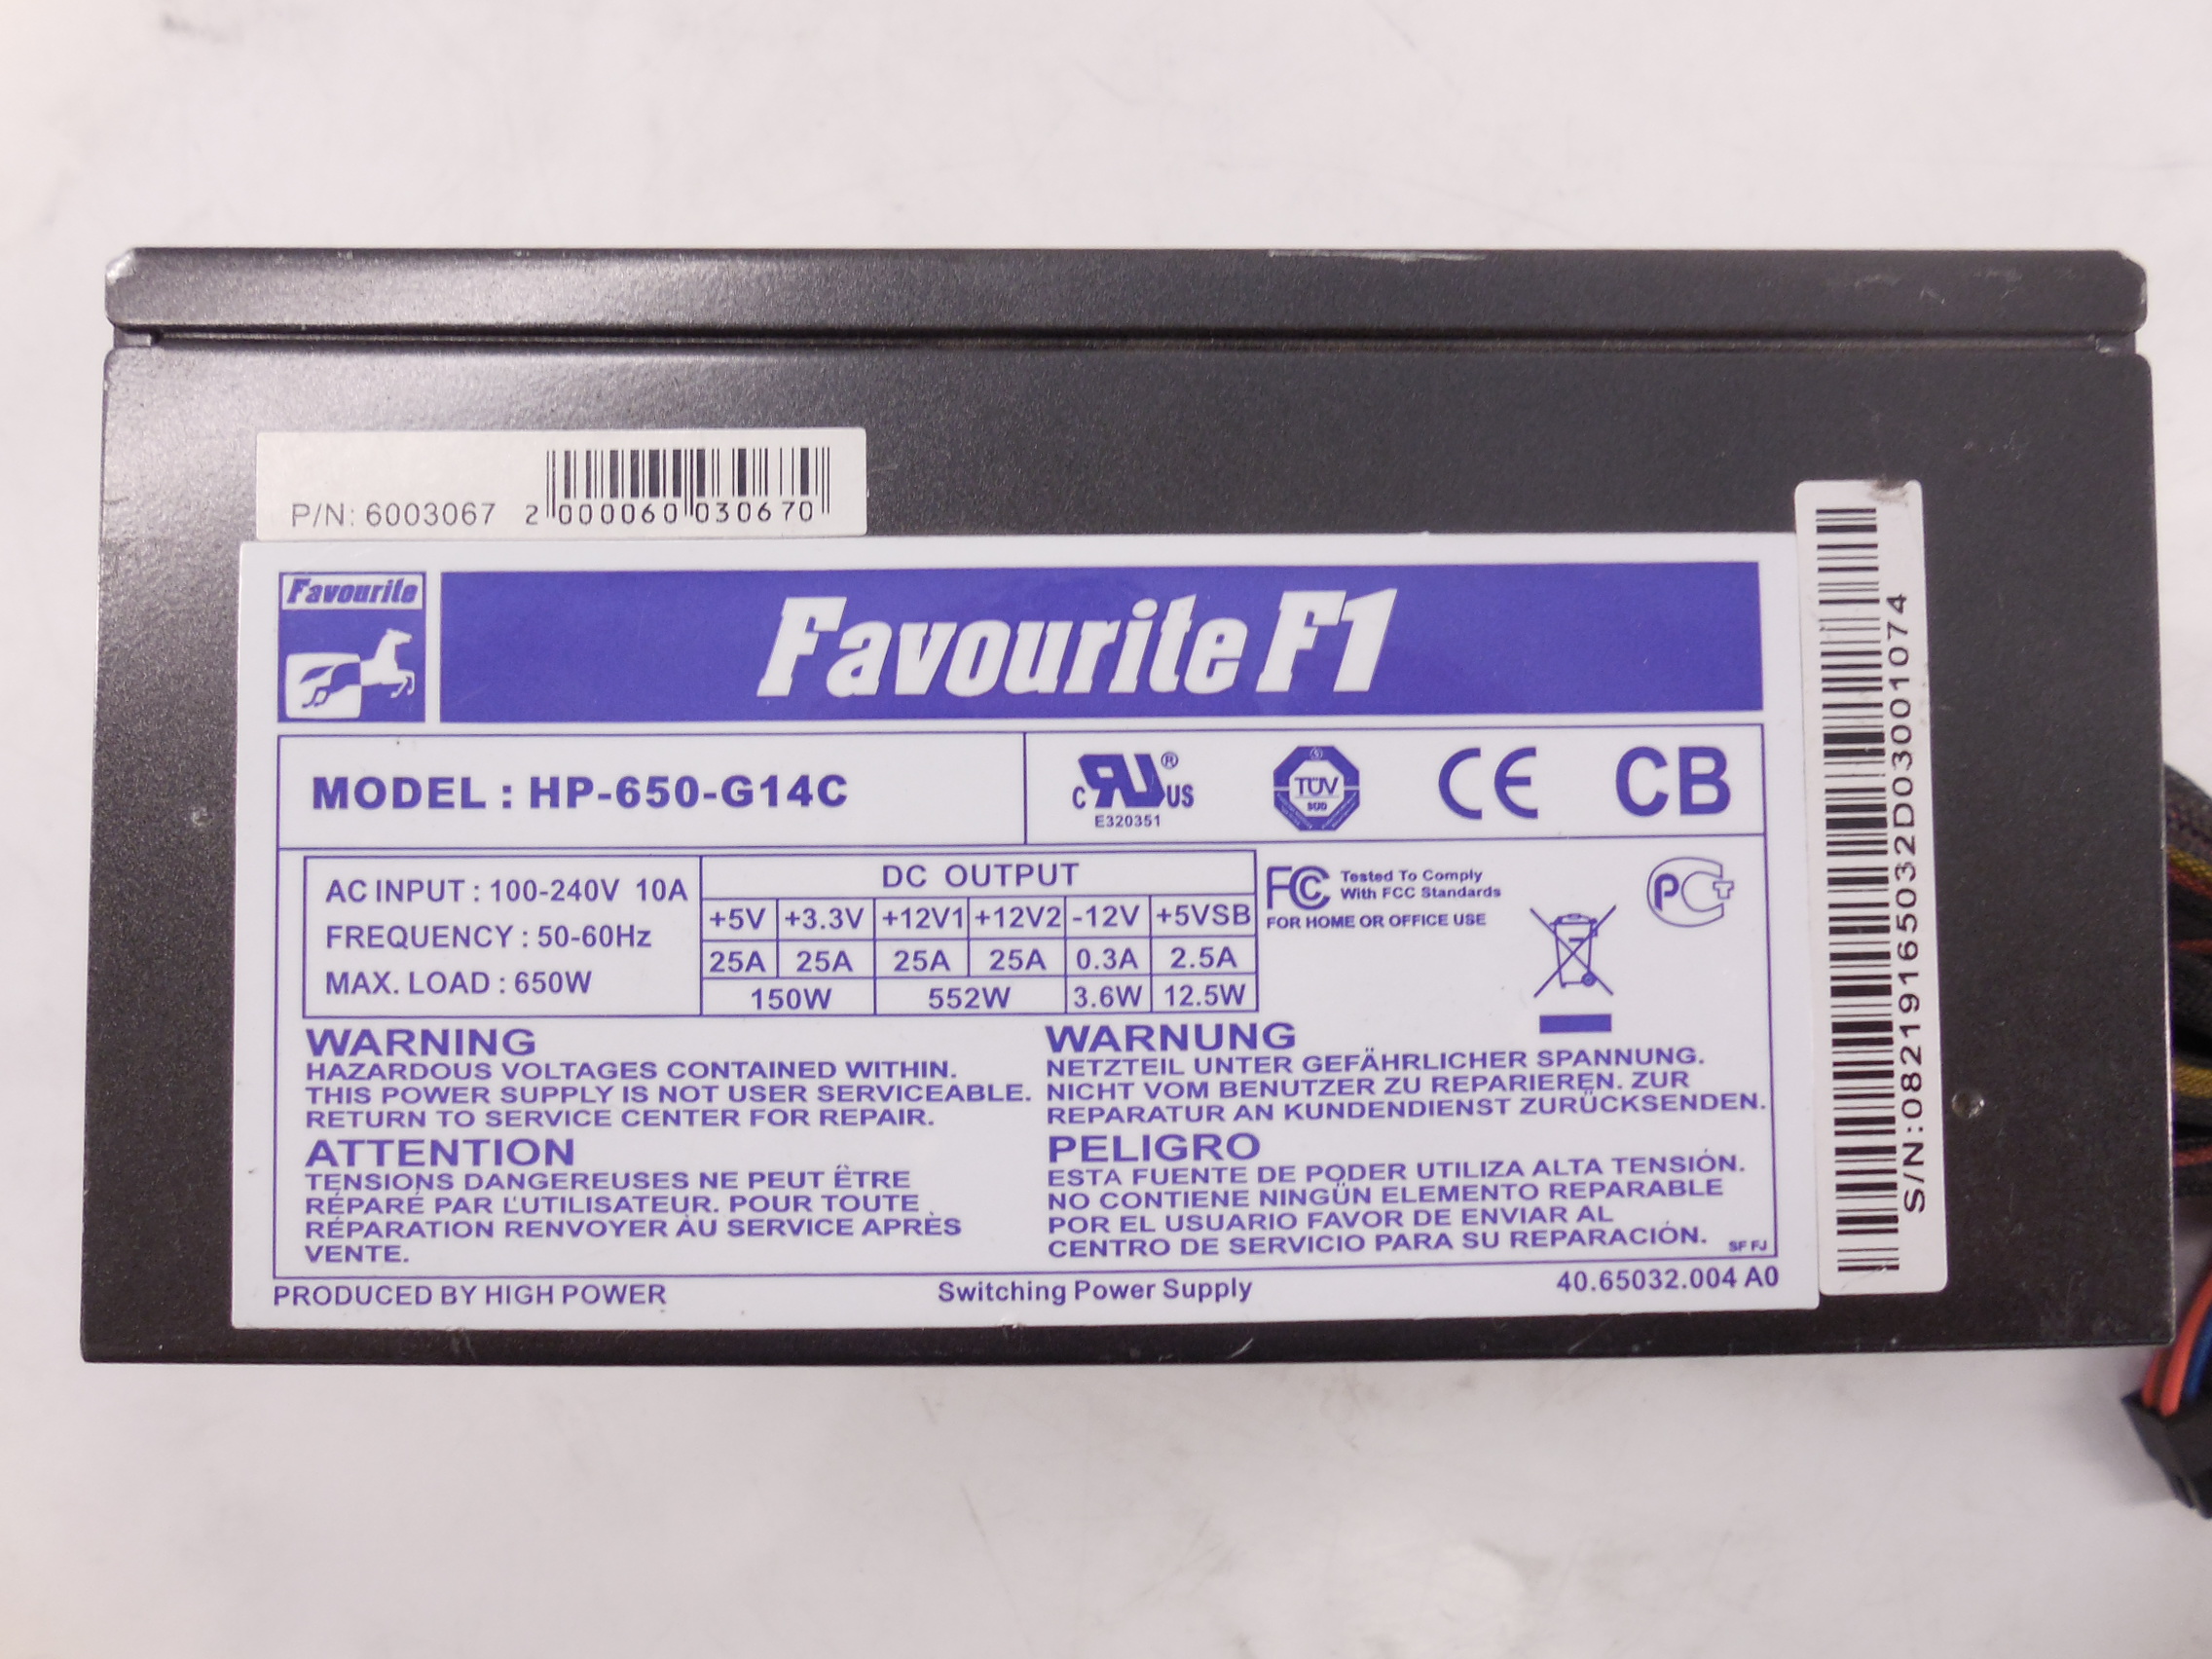 P/N: 6003067 2 000060 030670
Favourite
Favourite F1
MODEL : HP-650-G14C
c RU ® US
E320351
TÜV
SÜD
CE
CB
AC INPUT : 100-240V 10A
FREQUENCY : 50-60Hz
MAX. LOAD : 650W
DC OUTPUT
+5V +3.3V +12V1 +12V2 -12V +5VSB
25A 25A 25A 25A 0.3A 2.5A
150W 552W 3.6W 12.5W
FC Tested To Comply
With FCC Standards
FOR HOME OR OFFICE USE
PCT
WARNING
HAZARDOUS VOLTAGES CONTAINED WITHIN.
THIS POWER SUPPLY IS NOT USER SERVICEABLE.
RETURN TO SERVICE CENTER FOR REPAIR.
WARNUNG
NETZTEIL UNTER GEFÄHRLICHER SPANNUNG.
NICHT VOM BENUTZER ZU REPARIEREN. ZUR
REPARATUR AN KUNDENDIENST ZURÜCKSENDEN.
ATTENTION
TENSIONS DANGEREUSES NE PEUT ËTRE
RÉPARÉ PAR L'UTILISATEUR. POUR TOUTE
RÉPARATION RENVOYER ÀU SERVICE APRÈS
VENTE.
PELIGRO
ESTA FUENTE DE PODER UTILIZA ALTA TENSIÓN.
NO CONTIENE NINGÜN ELEMENTO REPARABLE
POR EL USUARIO FAVOR DE ENVIAR AL
CENTRO DE SERVICIO PARA SU REPARACIÓN.
SF FJ
PRODUCED BY HIGH POWER
Switching Power Supply
40.65032.004 A0
S/N:08219165032D0300​1074